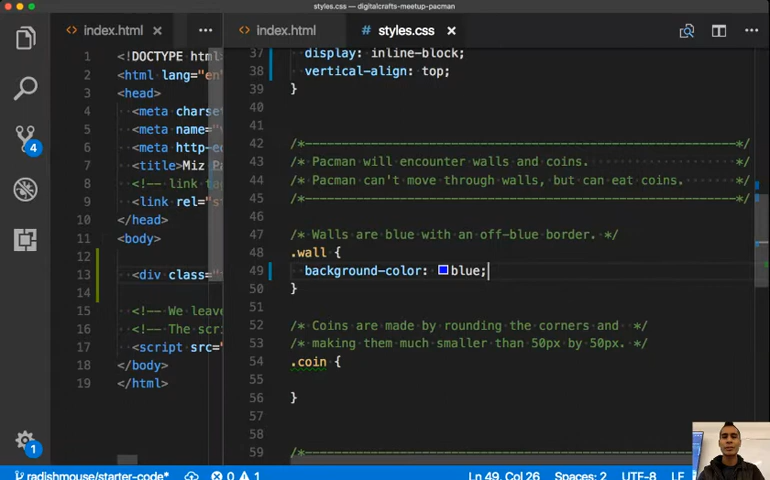 styles.css — digitalcrafts-meetup-pacman
index.html
1 <!DOCTYPE html
2 <html lang="en"
3 <head>
4 <meta charse
5 <meta name="v
6 <meta http-e
7 <title>Miz P
8 <!-- link ta
9 <link rel="s
10 </head>
11 <body>
12
13 <div class="
14
15 <!-- We leave
16 <!-- The scri
17 <script src=
18 </body>
19 </html>
index.html
# styles.css
37 display: inline-block;
38 vertical-align: top;
39 }
40
41
42 /*--------------------------------------------------------------*/
43 /* Pacman will encounter walls and coins. */
44 /* Pacman can't move through walls, but can eat coins. */
45 /*--------------------------------------------------------------*/
46
47 /* Walls are blue with an off-blue border. */
48 .wall {
49 background-color: blue;
50 }
51
52 /* Coins are made by rounding the corners and */
53 /* making them much smaller than 50px by 50px. */
54 .coin {
55
56 }
57
58
59 /*--------------------------------------------------------------*/
4
1
radishmouse/starter-code* 0 1 Ln 49, Col 26 Spaces: 2 UTF-8 LF